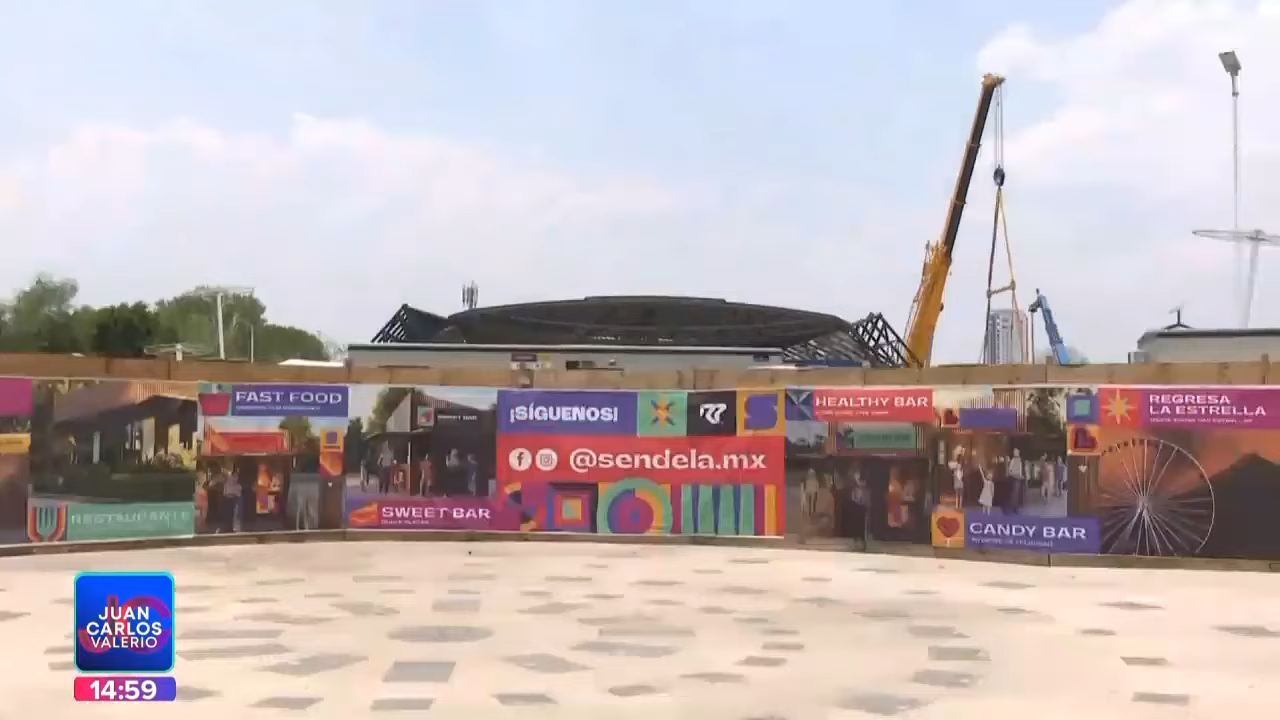 FAST FOOD
¡SÍGUENOS!
HEALTHY BAR
REGRESA
LA ESTRELLA
@sendela.mx
RESTAURANTE
SWEET BAR
CANDY BAR
JUAN
CARLOS
VALERIO
14:59